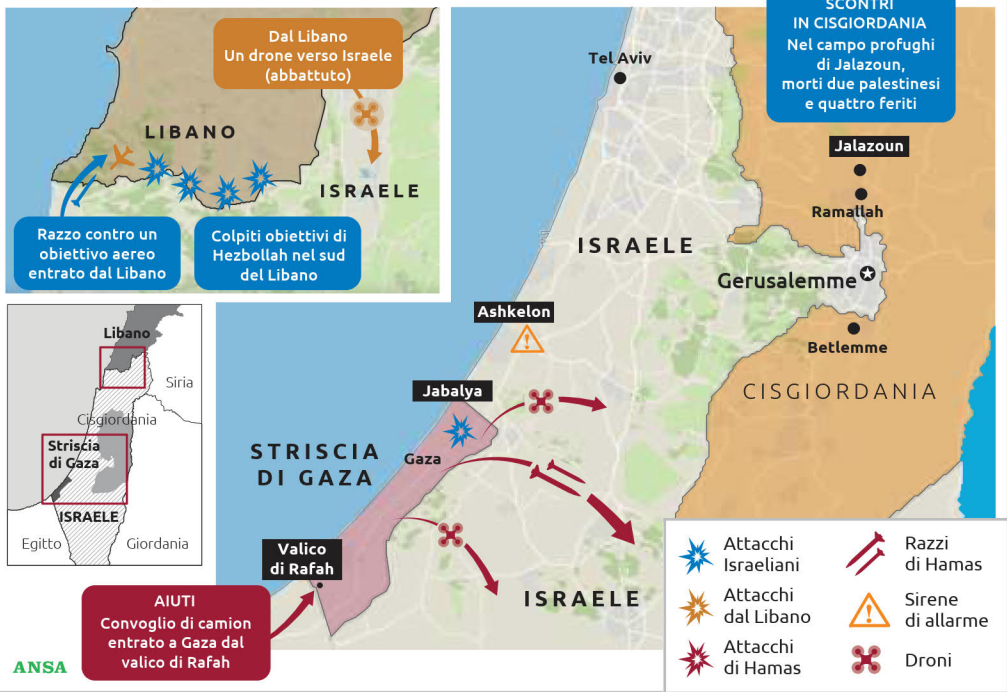 Dal Libano
Un drone verso Israele
(abbattuto)
LIBANO
ISRAELE
Razzo contro un
obiettivo aereo
entrato dal Libano
Colpiti obiettivi di
Hezbollah nel sud
del Libano
SCONTRI
IN CISGIORDANIA
Nel campo profughi
di Jalazoun,
morti due palestinesi
e quattro feriti
Tel Aviv
Jalazoun
Ramallah
ISRAELE
Gerusalemme
Ashkelon
Betlemme
CISGIORDANIA
Jabalya
STRISCIA
DI GAZA
Gaza
Valico
di Rafah
ISRAELE
Libano
Siria
Cisgiordania
Striscia
di Gaza
ISRAELE
Egitto
Giordania
AIUTI
Convoglio di camion
entrato a Gaza dal
valico di Rafah
ANSA
Attacchi
Israeliani
Attacchi
dal Libano
Attacchi
di Hamas
Razzi
di Hamas
Sirene
di allarme
Droni